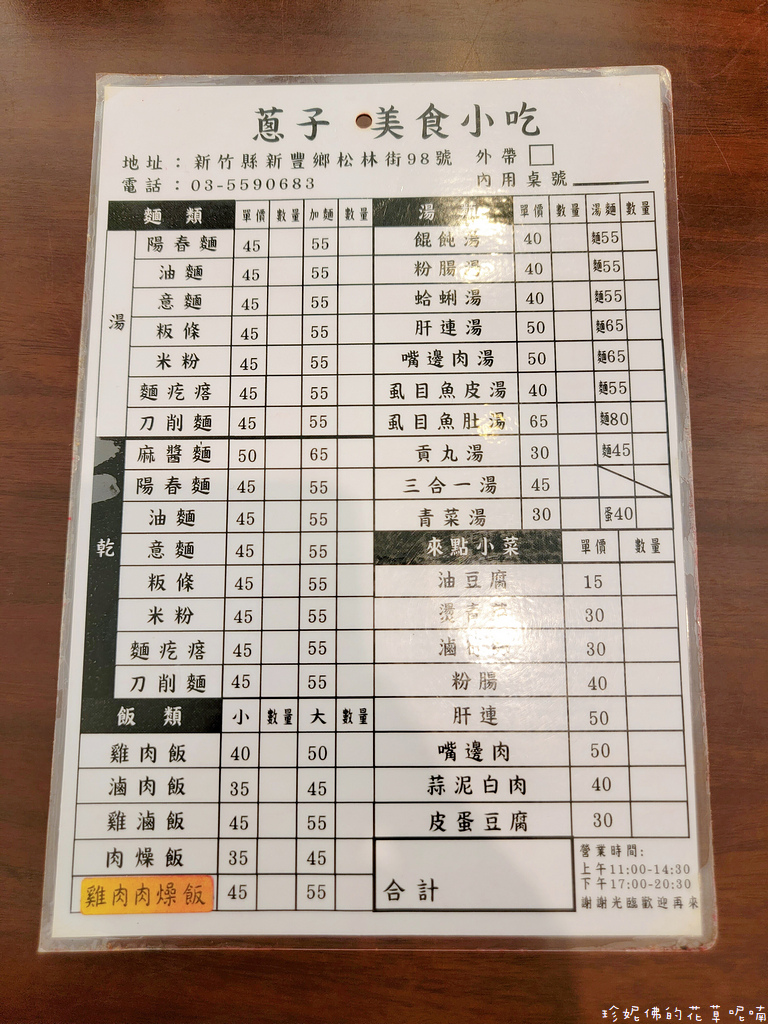 蔥子 美食小吃
地址：新竹縣新豐鄉松林街98號 外帶
電話：03-5590683 內用桌號
麵類 單價 數量 加麵 數量
湯
陽春麵 45 55
油麵 45 55
意麵 45 55
粄條 45 55
米粉 45 55
麵疙瘩 45 55
刀削麵 45 55
乾
麻醬麵 50 65
陽春麵 45 55
油麵 45 55
意麵 45 55
粄條 45 55
米粉 45 55
麵疙瘩 45 55
刀削麵 45 55
飯類 小 數量 大 數量
雞肉飯 40 50
滷肉飯 35 45
雞滷飯 45 55
肉燥飯 35 45
雞肉肉燥飯 45 55
湯 單價 數量 湯麵 數量
餛飩湯 40 麵55
粉腸湯 40 麵55
蛤蜊湯 40 麵55
肝連湯 50 麵65
嘴邊肉湯 50 麵65
虱目魚皮湯 40 麵55
虱目魚肚湯 65 麵80
貢丸湯 30 麵45
三合一湯 45
青菜湯 30 蛋40
來點小菜 單價 數量
油豆腐 15
燙青菜 30
滷 30
粉腸 40
肝連 50
嘴邊肉 50
蒜泥白肉 40
皮蛋豆腐 30
合計
營業時間:
上午11:00-14:30
下午17:00-20:30
謝謝光臨歡迎再來
珍妮佛的花草呢喃